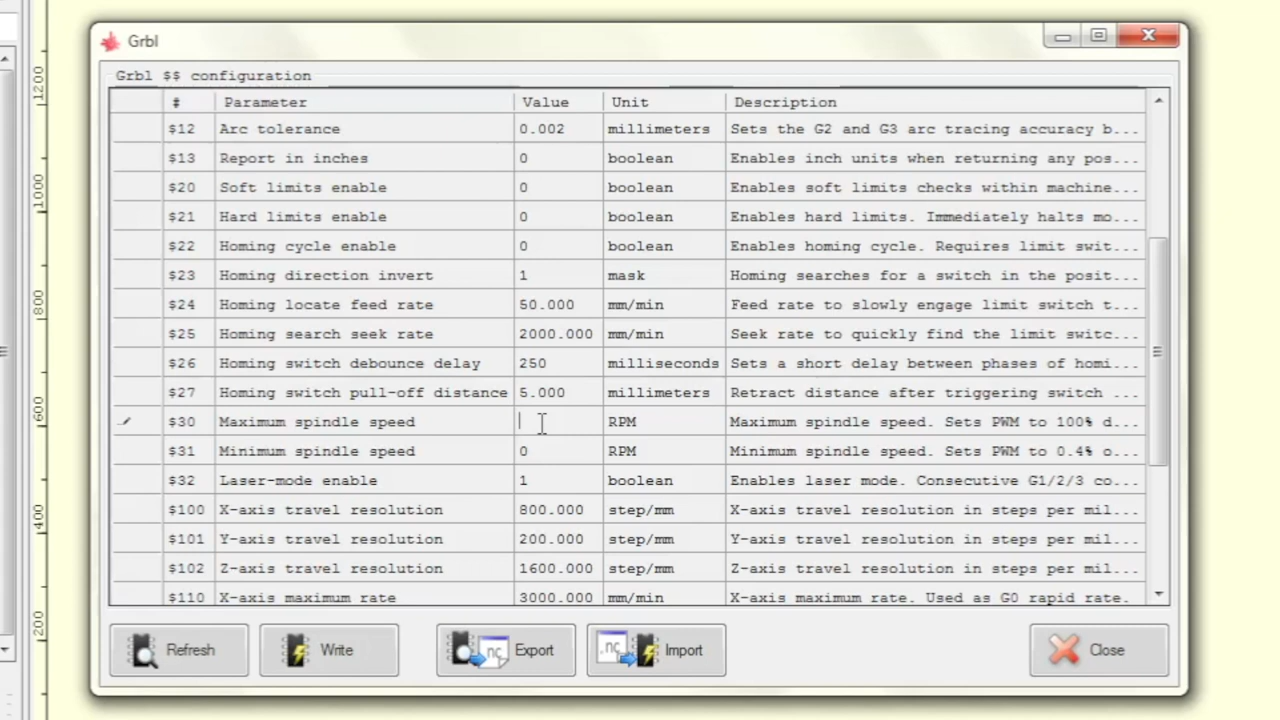 Grbl
Grbl $$ configuration
# Parameter Value Unit Description
$12 Arc tolerance 0.002 millimeters Sets the G2 and G3 arc tracing accuracy b...
$13 Report in inches 0 boolean Enables inch units when returning any pos...
$20 Soft limits enable 0 boolean Enables soft limits checks within machine...
$21 Hard limits enable 0 boolean Enables hard limits. Immediately halts mo...
$22 Homing cycle enable 0 boolean Enables homing cycle. Requires limit swit...
$23 Homing direction invert 1 mask Homing searches for a switch in the posit...
$24 Homing locate feed rate 50.000 mm/min Feed rate to slowly engage limit switch t...
$25 Homing search seek rate 2000.000 mm/min Seek rate to quickly find the limit switc...
$26 Homing switch debounce delay 250 milliseconds Sets a short delay between phases of homi...
$27 Homing switch pull-off distance 5.000 millimeters Retract distance after triggering switch ...
$30 Maximum spindle speed RPM Maximum spindle speed. Sets PWM to 100% d...
$31 Minimum spindle speed 0 RPM Minimum spindle speed. Sets PWM to 0.4% o...
$32 Laser-mode enable 1 boolean Enables laser mode. Consecutive G1/2/3 co...
$100 X-axis travel resolution 800.000 step/mm X-axis travel resolution in steps per mil...
$101 Y-axis travel resolution 200.000 step/mm Y-axis travel resolution in steps per mil...
$102 Z-axis travel resolution 1600.000 step/mm Z-axis travel resolution in steps per mil...
$110 X-axis maximum rate 3000.000 mm/min X-axis maximum rate. Used as G0 rapid rate.
Refresh Write nc Export nc Import Close
1200
1000
800
600
400
200